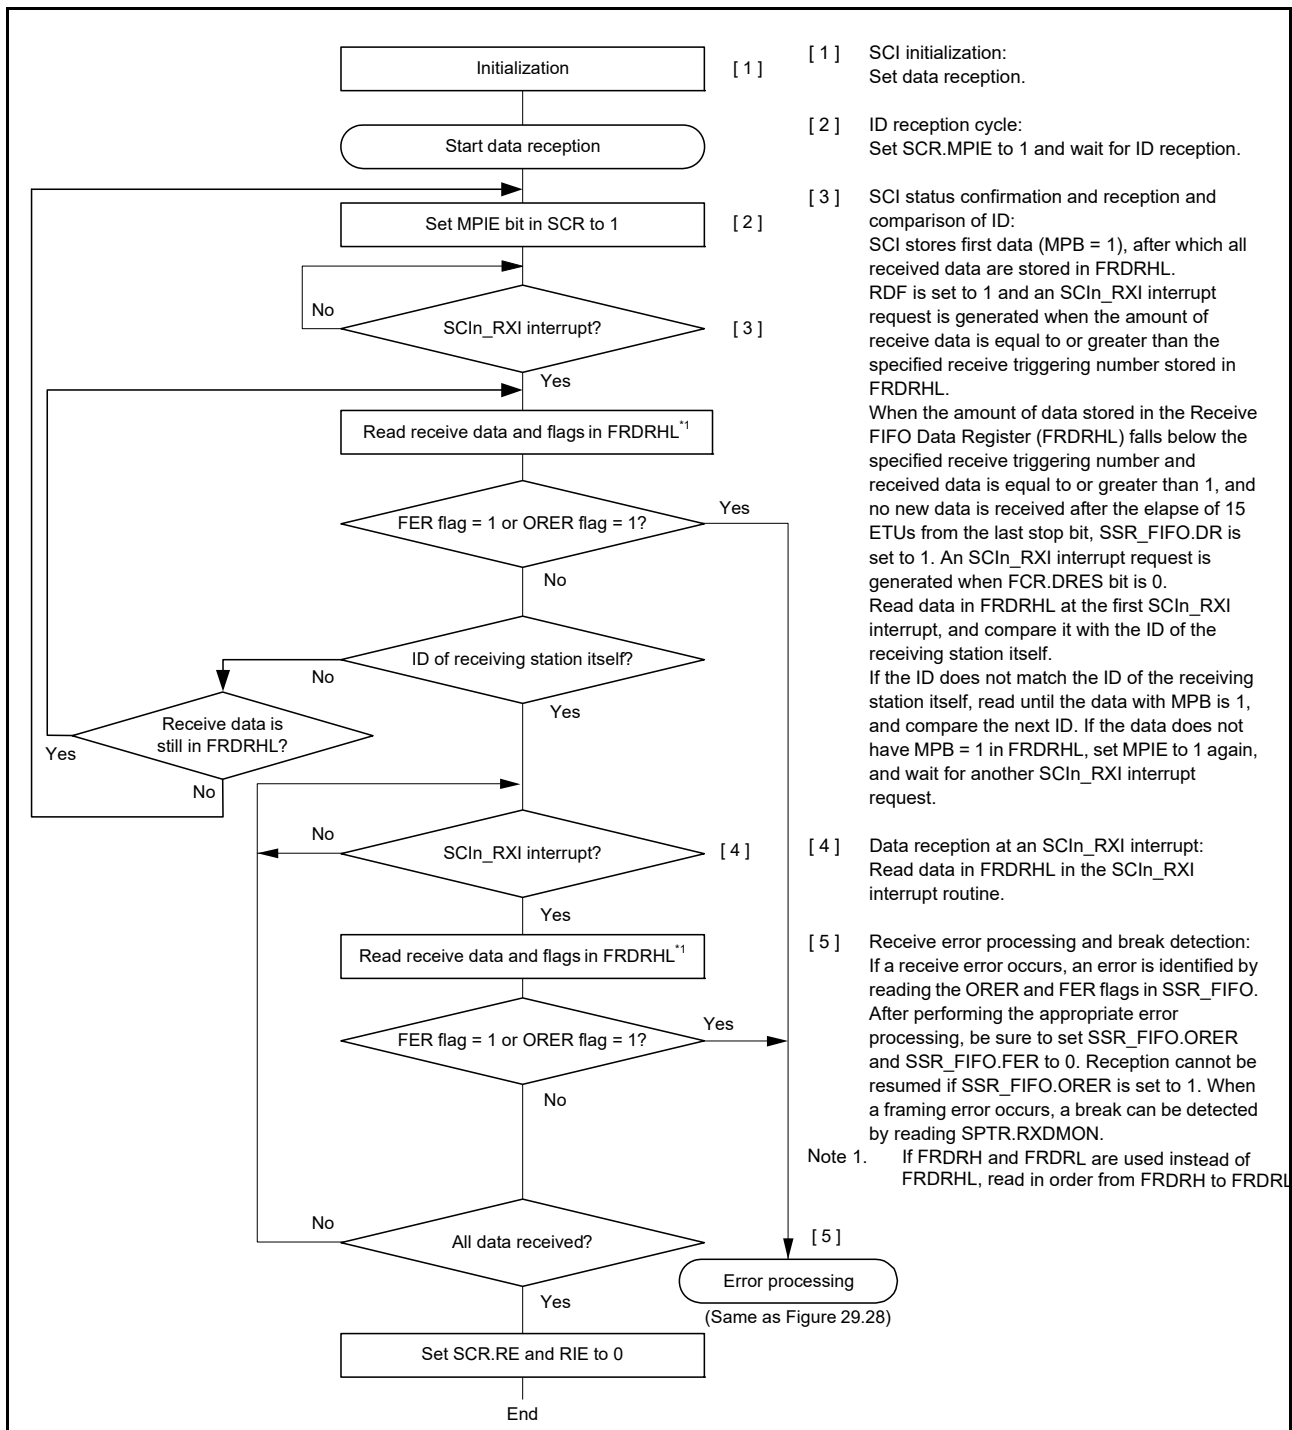 Initialization
[ 1 ]
Start data reception
Set MPIE bit in SCR to 1
[ 2 ]
No
SCIn_RXI interrupt?
[ 3 ]
Yes
Read receive data and flags in FRDRHL*1
FER flag = 1 or ORER flag = 1?
Yes
No
ID of receiving station itself?
No
Yes
Receive data is
still in FRDRHL?
Yes
No
No
SCIn_RXI interrupt?
[ 4 ]
Yes
Read receive data and flags in FRDRHL*1
FER flag = 1 or ORER flag = 1?
Yes
No
No
All data received?
Yes
[ 5 ]
Error processing
(Same as Figure 29.28)
Set SCR.RE and RIE to 0
End
[ 1 ] SCI initialization:
Set data reception.
[ 2 ] ID reception cycle:
Set SCR.MPIE to 1 and wait for ID reception.
[ 3 ] SCI status confirmation and reception and
comparison of ID:
SCI stores first data (MPB = 1), after which all
received data are stored in FRDRHL.
RDF is set to 1 and an SCIn_RXI interrupt
request is generated when the amount of
receive data is equal to or greater than the
specified receive triggering number stored in
FRDRHL.
When the amount of data stored in the Receive
FIFO Data Register (FRDRHL) falls below the
specified receive triggering number and
received data is equal to or greater than 1, and
no new data is received after the elapse of 15
ETUs from the last stop bit, SSR_FIFO.DR is
set to 1. An SCIn_RXI interrupt request is
generated when FCR.DRES bit is 0.
Read data in FRDRHL at the first SCIn_RXI
interrupt, and compare it with the ID of the
receiving station itself.
If the ID does not match the ID of the receiving
station itself, read until the data with MPB is 1,
and compare the next ID. If the data does not
have MPB = 1 in FRDRHL, set MPIE to 1 again,
and wait for another SCIn_RXI interrupt
request.
[ 4 ] Data reception at an SCIn_RXI interrupt:
Read data in FRDRHL in the SCIn_RXI
interrupt routine.
[ 5 ] Receive error processing and break detection:
If a receive error occurs, an error is identified by
reading the ORER and FER flags in SSR_FIFO.
After performing the appropriate error
processing, be sure to set SSR_FIFO.ORER
and SSR_FIFO.FER to 0. Reception cannot be
resumed if SSR_FIFO.ORER is set to 1. When
a framing error occurs, a break can be detected
by reading SPTR.RXDMON.
Note 1. If FRDRH and FRDRL are used instead of
FRDRHL, read in order from FRDRH to FRDRL